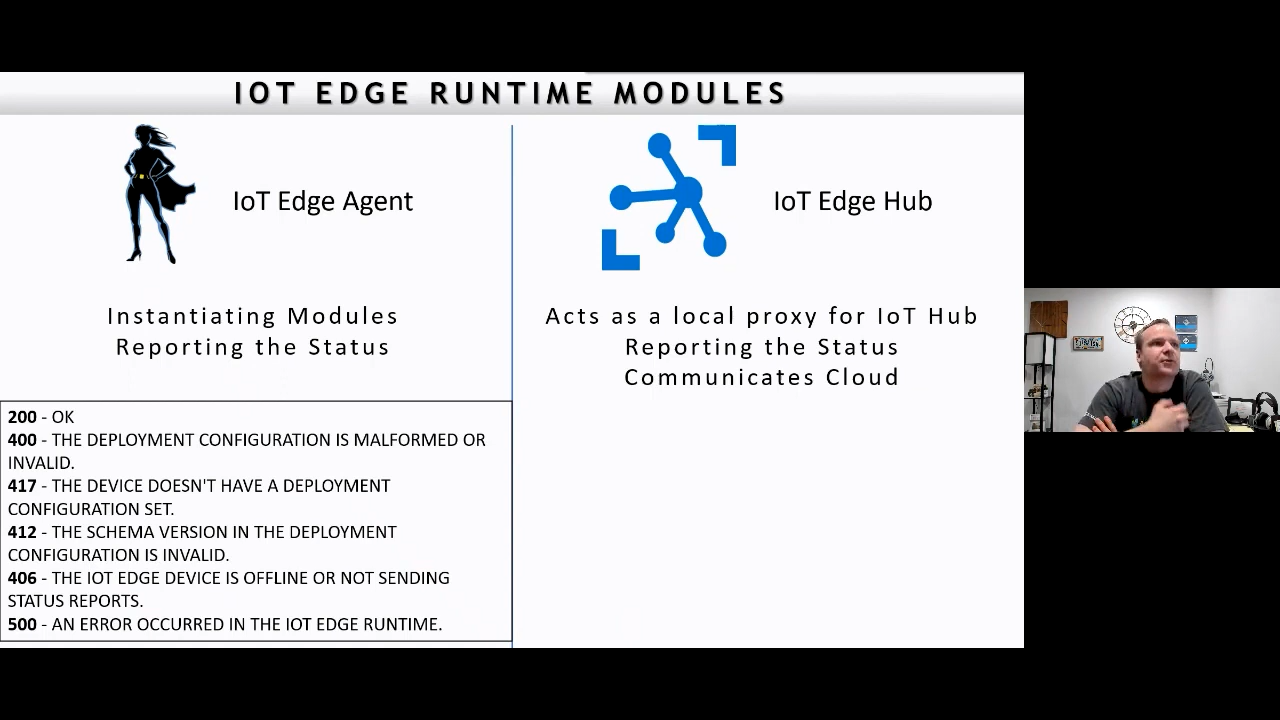 IOT EDGE RUNTIME MODULES
IoT Edge Agent
Instantiating Modules
Reporting the Status
200 - OK
400 - THE DEPLOYMENT CONFIGURATION IS MALFORMED OR
INVALID.
417 - THE DEVICE DOESN'T HAVE A DEPLOYMENT
CONFIGURATION SET.
412 - THE SCHEMA VERSION IN THE DEPLOYMENT
CONFIGURATION IS INVALID.
406 - THE IOT EDGE DEVICE IS OFFLINE OR NOT SENDING
STATUS REPORTS.
500 - AN ERROR OCCURRED IN THE IOT EDGE RUNTIME.
IoT Edge Hub
Acts as a local proxy for IoT Hub
Reporting the Status
Communicates Cloud